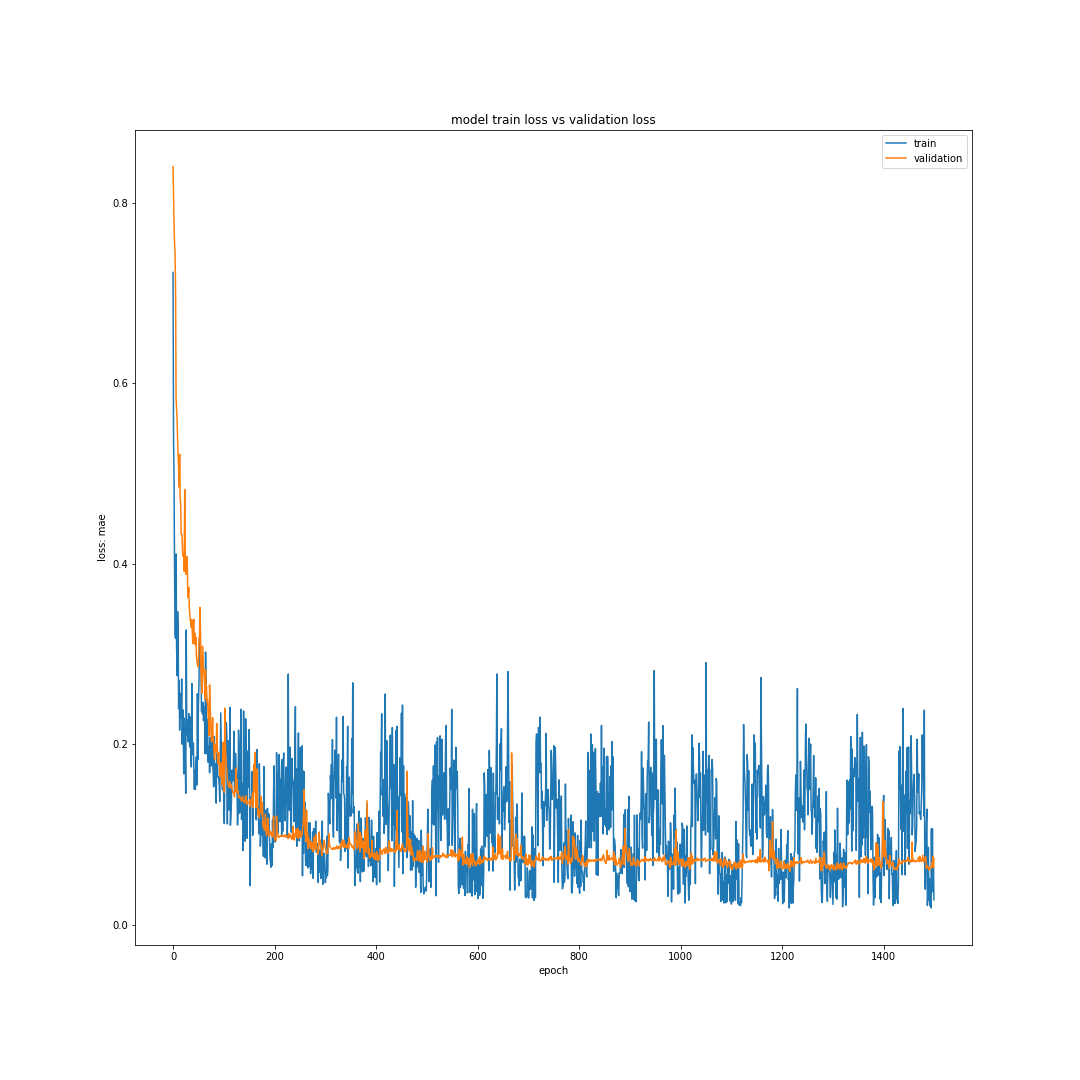 model train loss vs validation loss
train
validation
0.8
0.6
0.4
0.2
0.0
loss: mae
0 200 400 600 800 1000 1200 1400
epoch